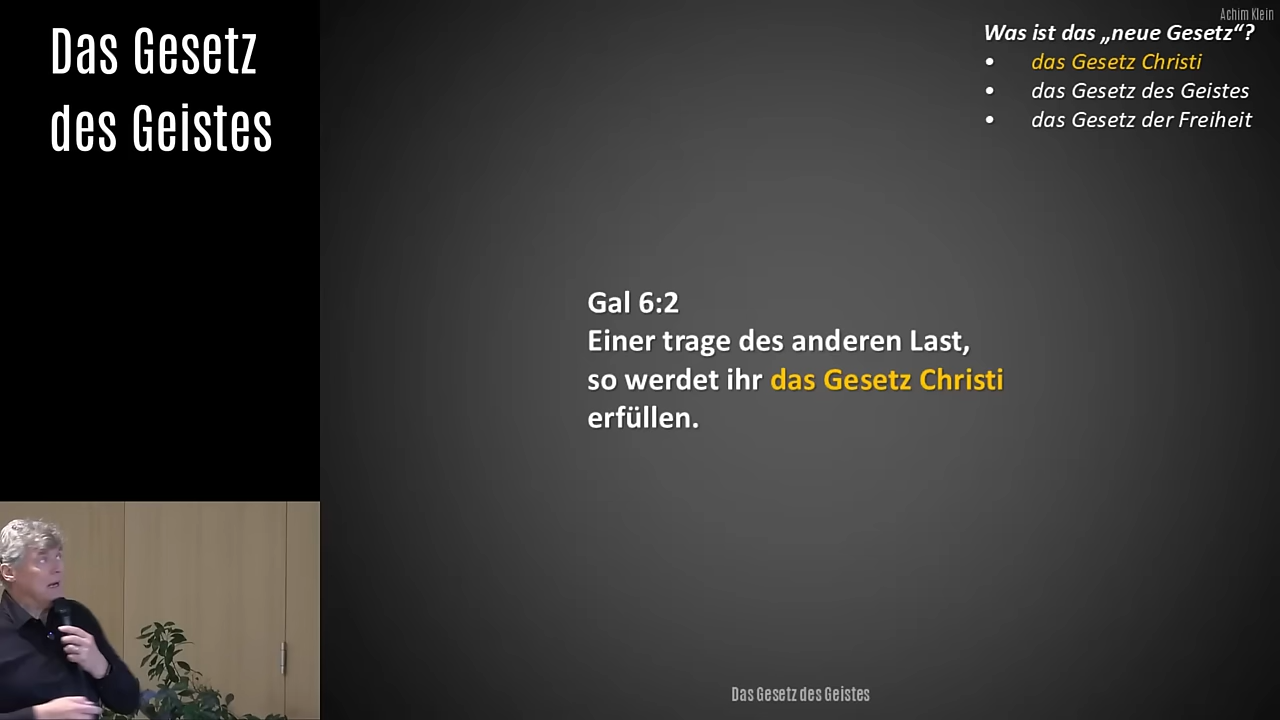 Das Gesetz
des Geistes
Achim Klein
Was ist das „neue Gesetz“?
• das Gesetz Christi
• das Gesetz des Geistes
• das Gesetz der Freiheit
Gal 6:2
Einer trage des anderen Last,
so werdet ihr das Gesetz Christi
erfüllen.
Das Gesetz des Geistes